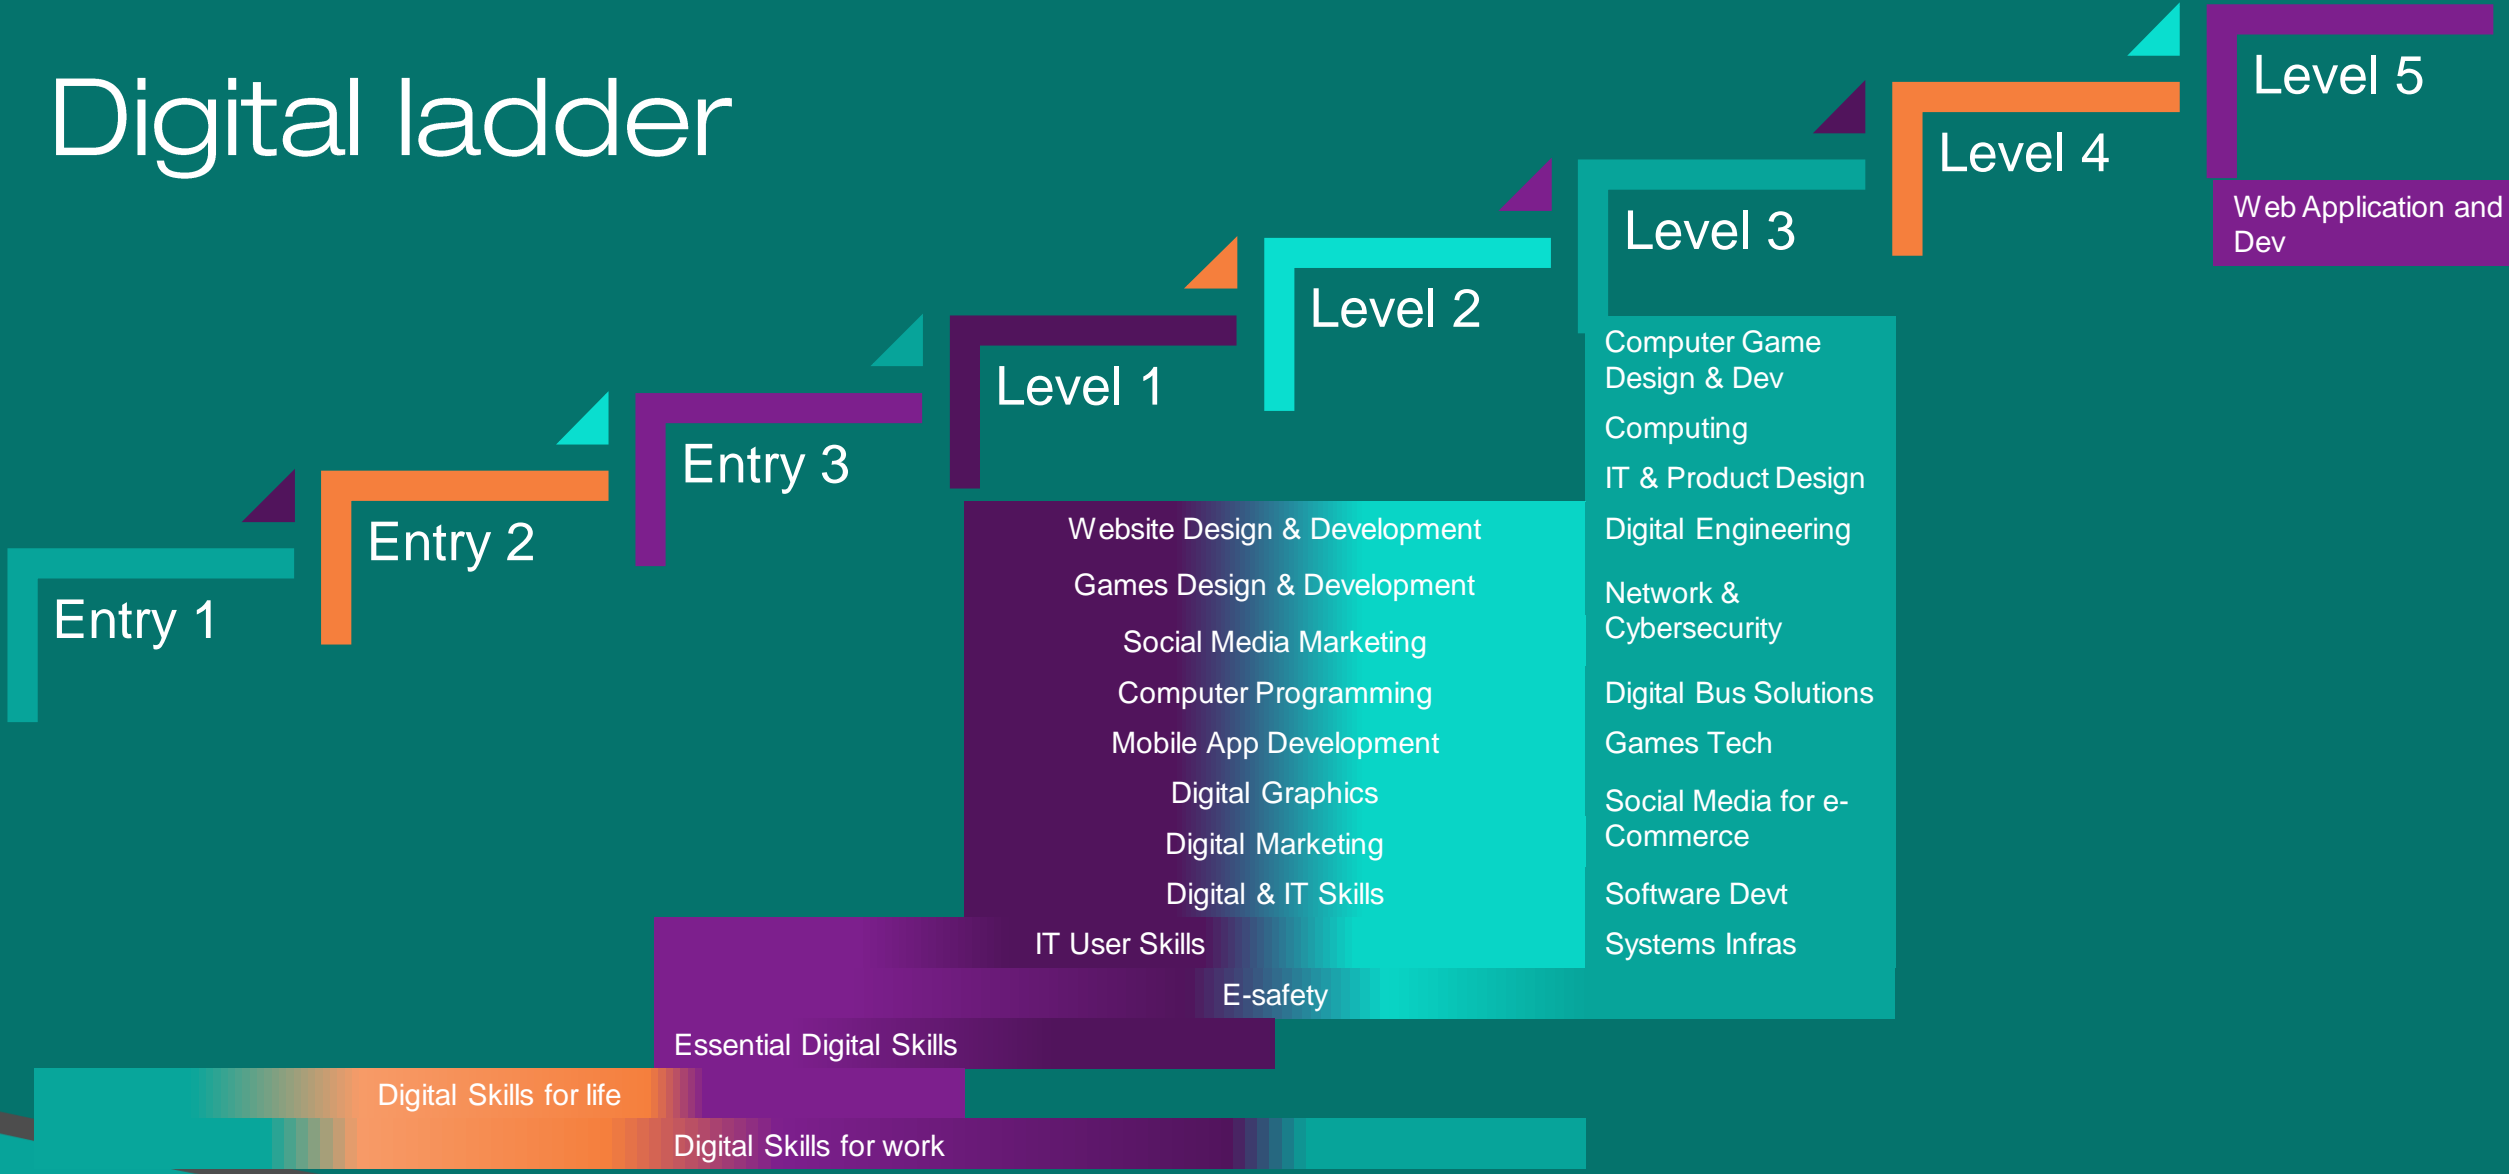 Digital ladder
Entry 1
Entry 2
Entry 3
Level 1
Level 2
Level 3
Level 4
Level 5
Web Application and
Dev
Website Design & Development
Games Design & Development
Social Media Marketing
Computer Programming
Mobile App Development
Digital Graphics
Digital Marketing
Digital & IT Skills
IT User Skills
Computer Game
Design & Dev
Computing
IT & Product Design
Digital Engineering
Network &
Cybersecurity
Digital Bus Solutions
Games Tech
Social Media for e-
Commerce
Software Devt
Systems Infras
E-safety
Essential Digital Skills
Digital Skills for life
Digital Skills for work